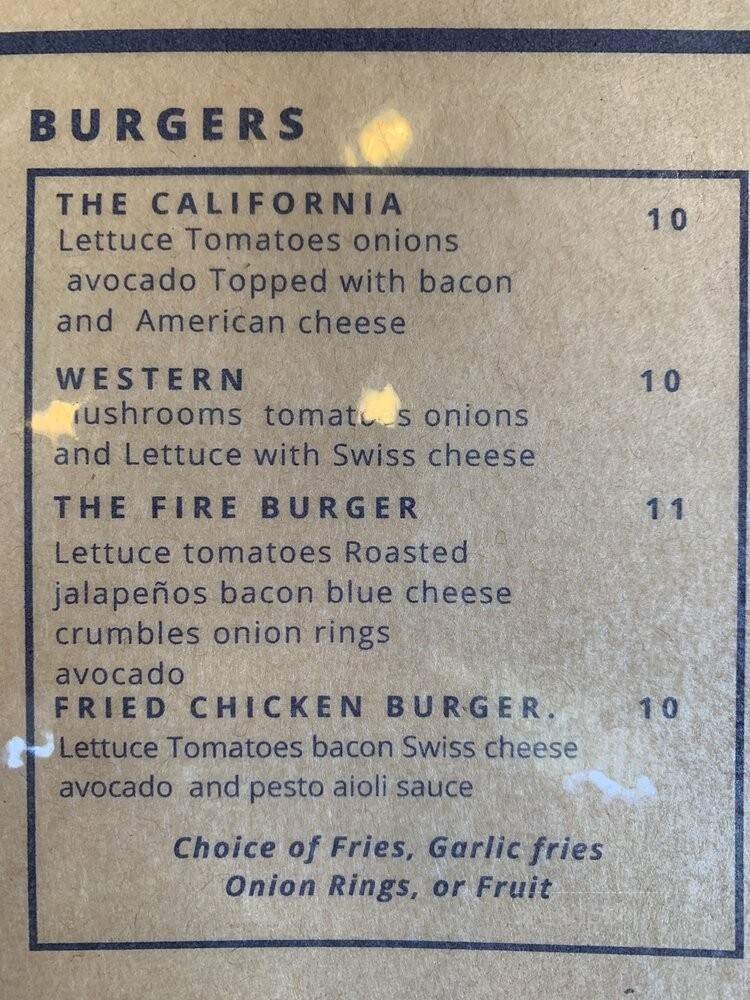 BURGERS
THE CALIFORNIA 10
Lettuce Tomatoes onions
avocado Topped with bacon
and American cheese
WESTERN 10
mushrooms tomatoes onions
and Lettuce with Swiss cheese
THE FIRE BURGER 11
Lettuce tomatoes Roasted
jalapeños bacon blue cheese
crumbles onion rings
avocado
FRIED CHICKEN BURGER. 10
Lettuce Tomatoes bacon Swiss cheese
avocado and pesto aioli sauce
Choice of Fries, Garlic fries
Onion Rings, or Fruit